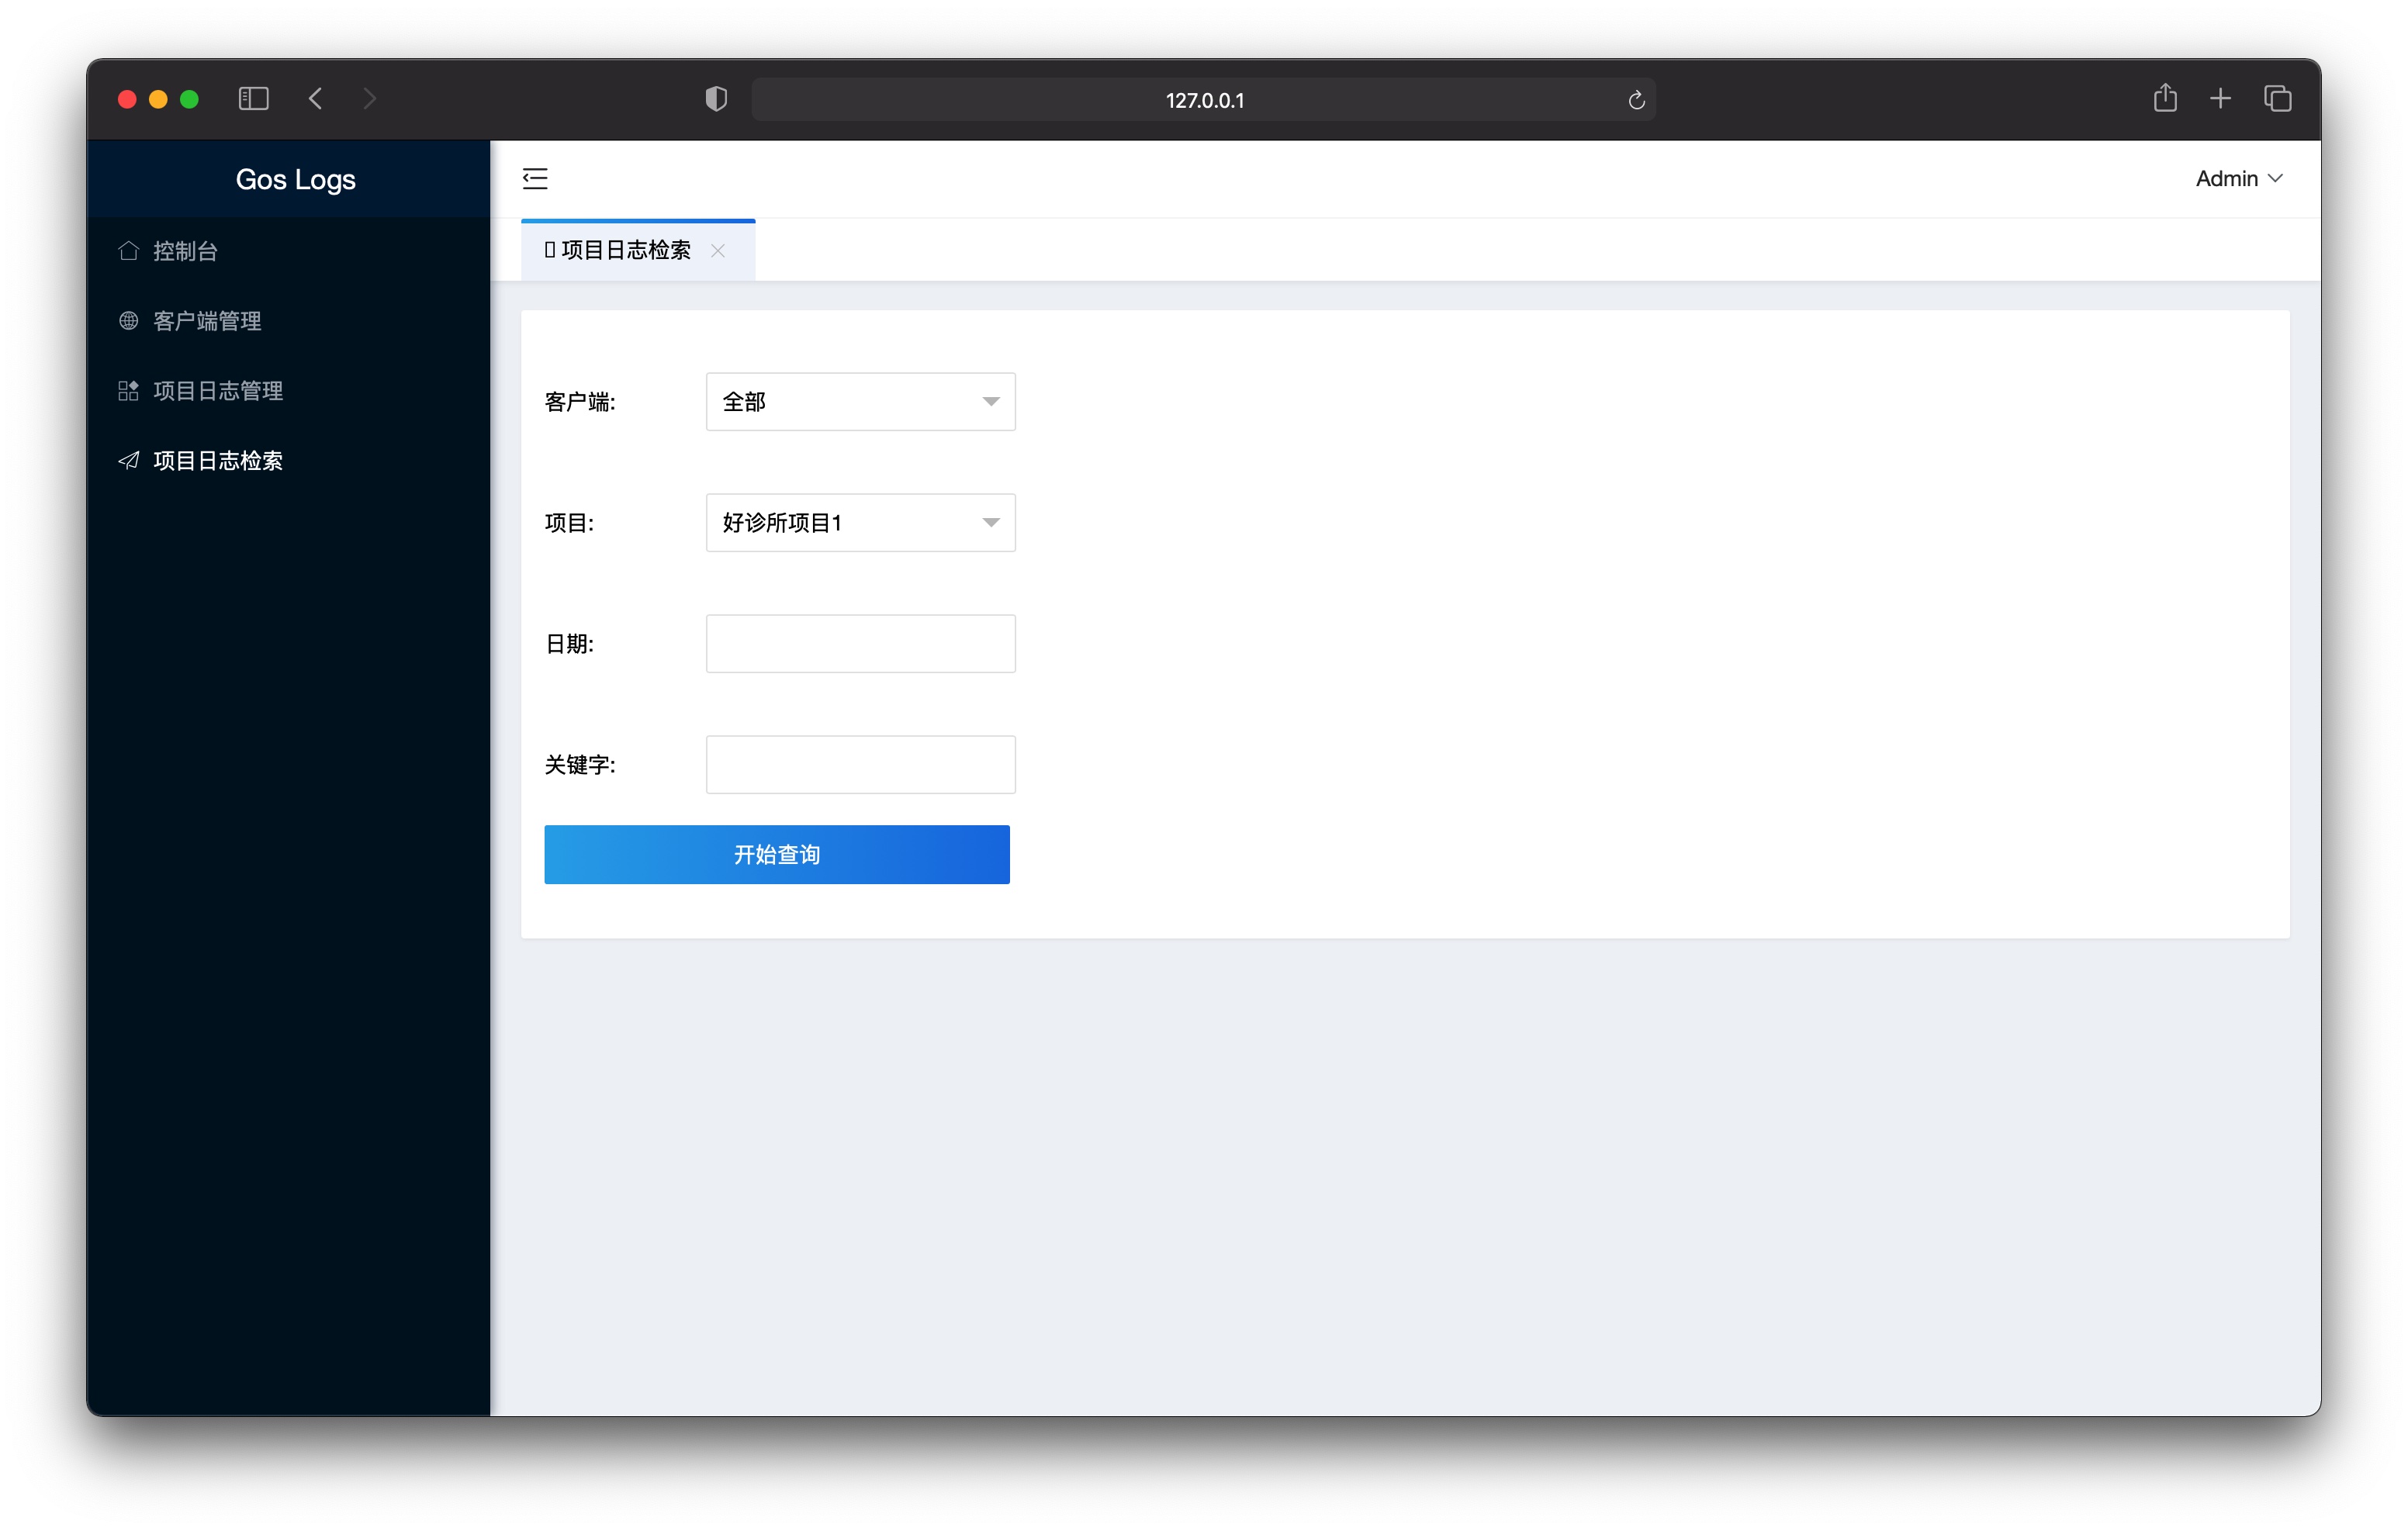 127.0.0.1
Gos Logs
Admin
控制台
客户端管理
项目日志管理
项目日志检索
项目日志检索
客户端:
全部
项目:
好诊所项目1
日期:
关键字:
开始查询